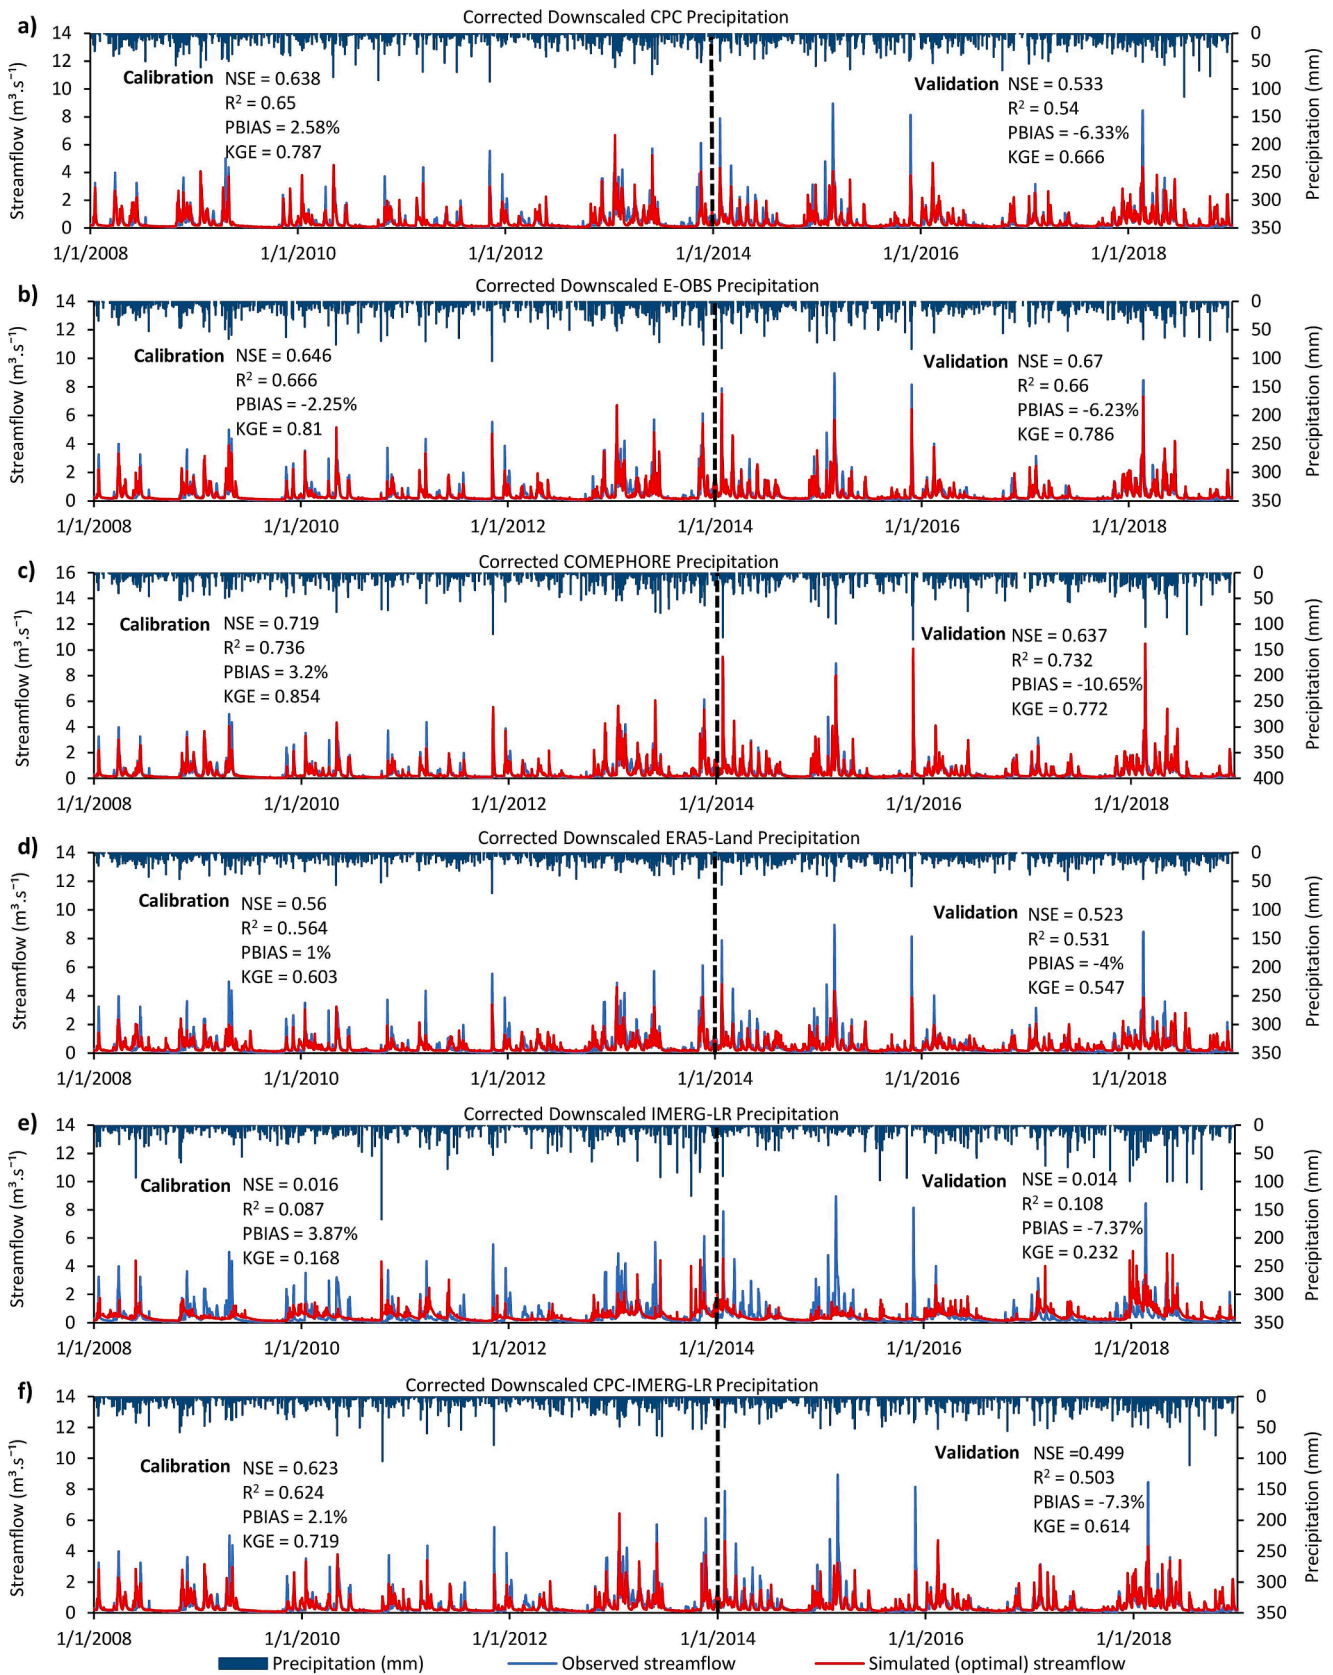 a)
Corrected Downscaled CPC Precipitation
Streamflow (m³.s⁻¹)
14
12
10
8
6
4
2
0
Calibration
NSE = 0.638
R² = 0.65
PBIAS = 2.58%
KGE = 0.787
Validation
NSE = 0.533
R² = 0.54
PBIAS = -6.33%
KGE = 0.666
0
50
100
150
200
250
300
350
Precipitation (mm)
1/1/2008
1/1/2010
1/1/2012
1/1/2014
1/1/2016
1/1/2018
b)
Corrected Downscaled E-OBS Precipitation
Streamflow (m³.s⁻¹)
14
12
10
8
6
4
2
0
Calibration
NSE = 0.646
R² = 0.666
PBIAS = -2.25%
KGE = 0.81
Validation
NSE = 0.67
R² = 0.66
PBIAS = -6.23%
KGE = 0.786
0
50
100
150
200
250
300
350
Precipitation (mm)
1/1/2008
1/1/2010
1/1/2012
1/1/2014
1/1/2016
1/1/2018
c)
Corrected COMEPHORE Precipitation
Streamflow (m³.s⁻¹)
16
14
12
10
8
6
4
2
0
Calibration
NSE = 0.719
R² = 0.736
PBIAS = 3.2%
KGE = 0.854
Validation
NSE = 0.637
R² = 0.732
PBIAS = -10.65%
KGE = 0.772
0
50
100
150
200
250
300
350
400
Precipitation (mm)
1/1/2008
1/1/2010
1/1/2012
1/1/2014
1/1/2016
1/1/2018
d)
Corrected Downscaled ERA5-Land Precipitation
Streamflow (m³.s⁻¹)
14
12
10
8
6
4
2
0
Calibration
NSE = 0.56
R² = 0.564
PBIAS = 1%
KGE = 0.603
Validation
NSE = 0.523
R² = 0.531
PBIAS = -4%
KGE = 0.547
0
50
100
150
200
250
300
350
Precipitation (mm)
1/1/2008
1/1/2010
1/1/2012
1/1/2014
1/1/2016
1/1/2018
e)
Corrected Downscaled IMERG-LR Precipitation
Streamflow (m³.s⁻¹)
14
12
10
8
6
4
2
0
Calibration
NSE = 0.016
R² = 0.087
PBIAS = 3.87%
KGE = 0.168
Validation
NSE = 0.014
R² = 0.108
PBIAS = -7.37%
KGE = 0.232
0
50
100
150
200
250
300
350
Precipitation (mm)
1/1/2008
1/1/2010
1/1/2012
1/1/2014
1/1/2016
1/1/2018
f)
Corrected Downscaled CPC-IMERG-LR Precipitation
Streamflow (m³.s⁻¹)
14
12
10
8
6
4
2
0
Calibration
NSE = 0.623
R² = 0.624
PBIAS = 2.1%
KGE = 0.719
Validation
NSE =0.499
R² = 0.503
PBIAS = -7.3%
KGE = 0.614
0
50
100
150
200
250
300
350
Precipitation (mm)
1/1/2008
1/1/2010
1/1/2012
1/1/2014
1/1/2016
1/1/2018
Precipitation (mm)
Observed streamflow
Simulated (optimal) streamflow